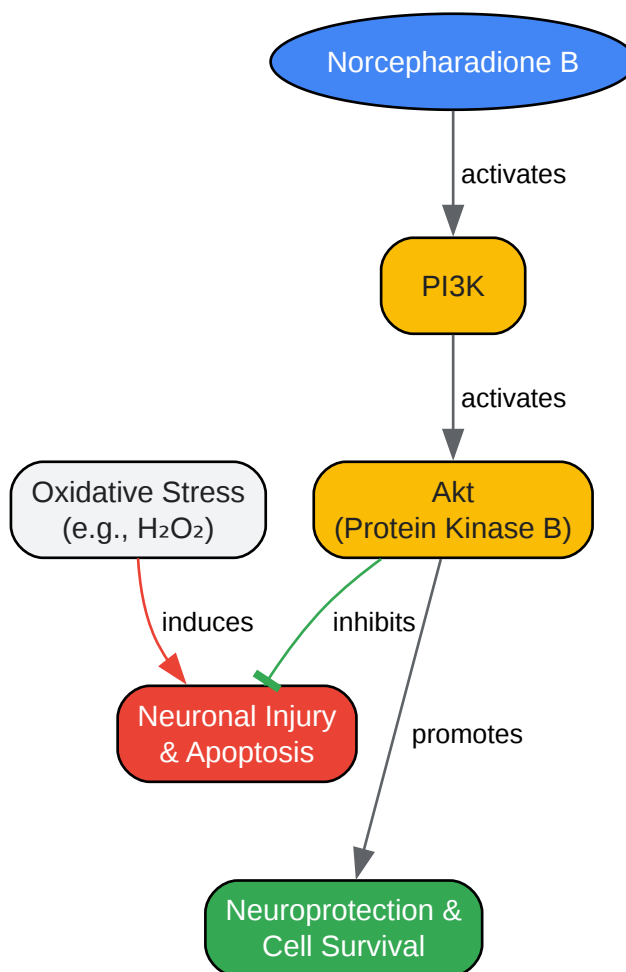 Norcepharadione B
activates
PI3K
activates
Oxidative Stress
(e.g., H₂O₂)
Akt
(Protein Kinase B)
induces
inhibits
Neuronal Injury
& Apoptosis
promotes
Neuroprotection &
Cell Survival